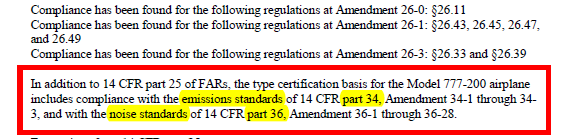 Compliance has been found for the following regulations at Amendment 26-0: §26.11
Compliance has been found for the following regulations at Amendment 26-1: §26.43, 26.45, 26.47,
and 26.49
Compliance has been found for the following regulations at Amendment 26-3: §26.33 and §26.39
In addition to 14 CFR part 25 of FARs, the type certification basis for the Model 777-200 airplane
includes compliance with the emissions standards of 14 CFR part 34, Amendment 34-1 through 34-
3, and with the noise standards of 14 CFR part 36, Amendment 36-1 through 36-28.